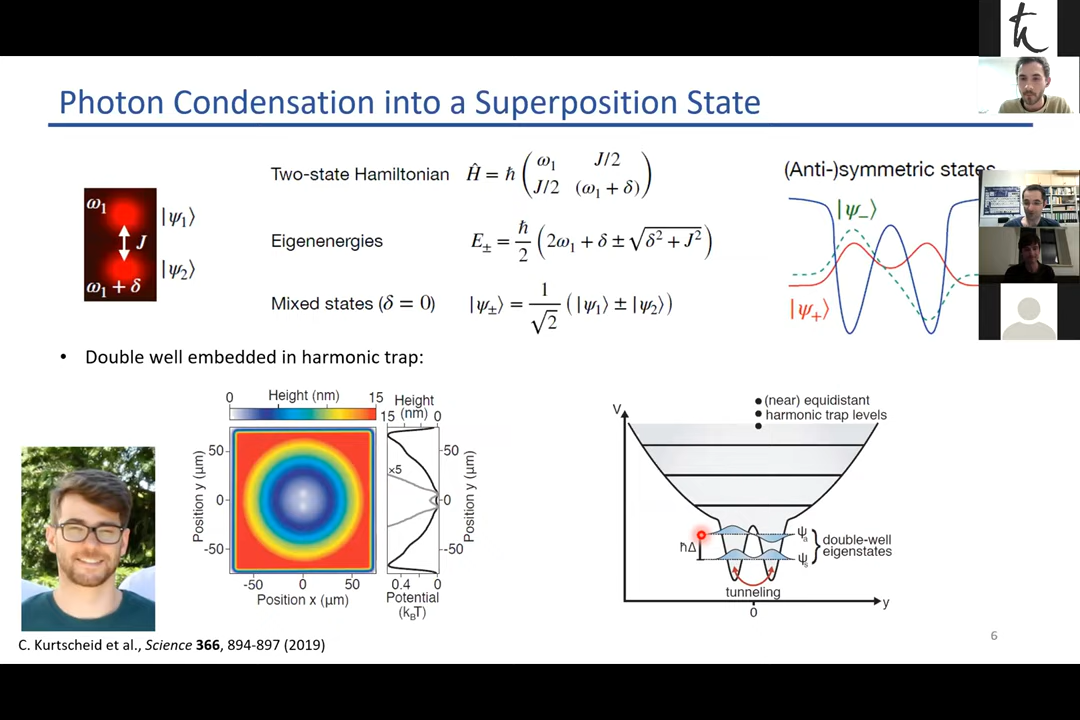 ℏ
Photon Condensation into a Superposition State
Two-state Hamiltonian Ĥ = ℏ ( ω₁ J/2
J/2 (ω₁ + δ) )
Eigenenergies E± = ℏ/2 (2ω₁ + δ ± √(δ² + J²))
Mixed states (δ = 0) |ψ±⟩ = 1/√2 (|ψ₁⟩ ± |ψ₂⟩)
ω₁
|ψ₁⟩
J
|ψ₂⟩
ω₁ + δ
(Anti-)symmetric states
|ψ₋⟩
|ψ₊⟩
• Double well embedded in harmonic trap:
0 Height (nm) 15
Height
15 (nm) 0
x5
Position y (µm)
50
0
-50
-50 0 50
Position x (µm)
50
0
-50
Position y (µm)
0.4 0
Potential
(kBT)
V
(near) equidistant
harmonic trap levels
ħΔ
ψa
ψs
double-well
eigenstates
tunneling
0
y
C. Kurtscheid et al., Science 366, 894-897 (2019)
6